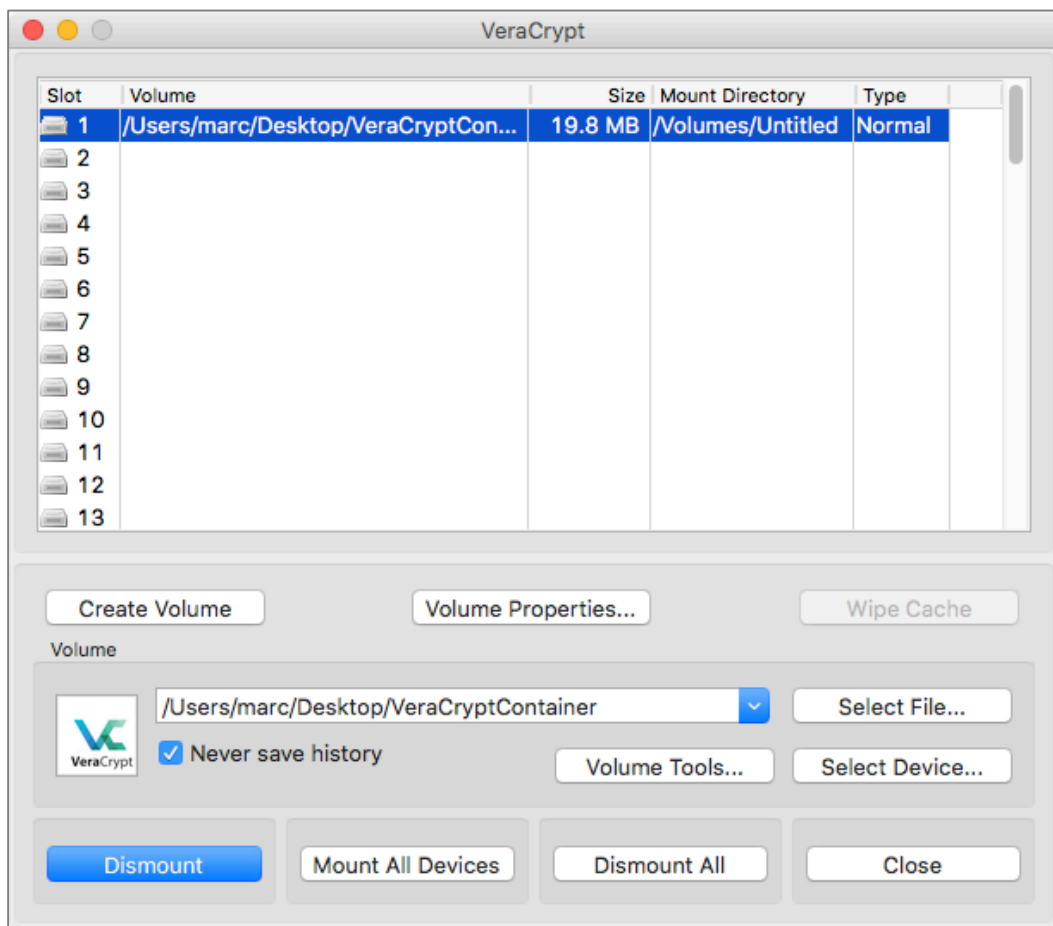 VeraCrypt
Slot Volume Size Mount Directory Type
1 /Users/marc/Desktop/VeraCryptCon... 19.8 MB /Volumes/Untitled Normal
2
3
4
5
6
7
8
9
10
11
12
13
Create Volume Volume Properties... Wipe Cache
Volume
/Users/marc/Desktop/VeraCryptContainer Select File...
VeraCrypt Never save history
Volume Tools... Select Device...
Dismount Mount All Devices Dismount All Close